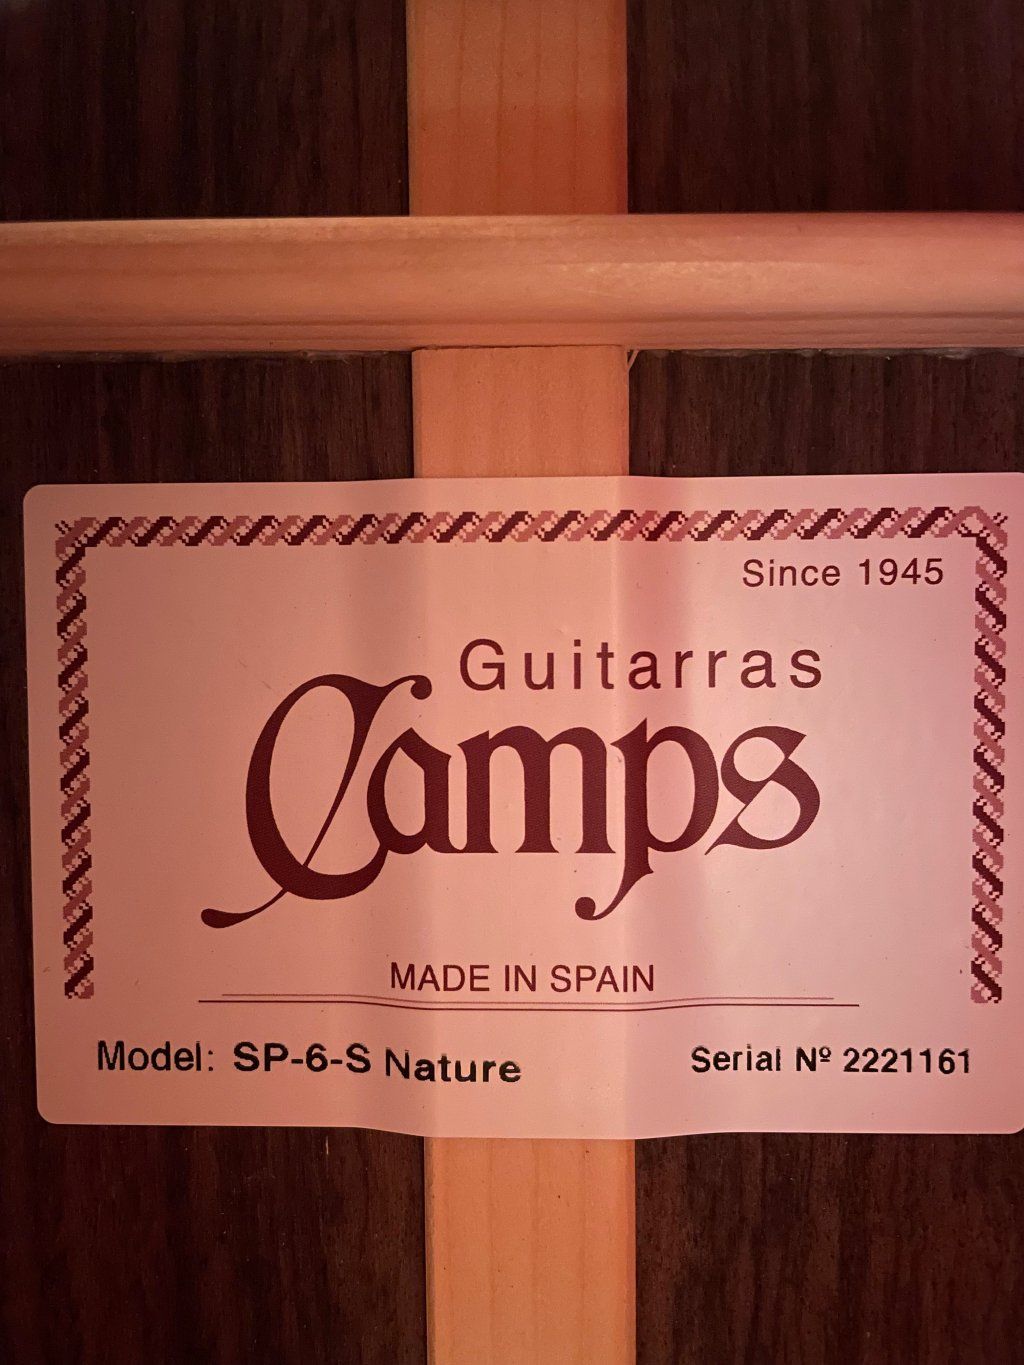 Since 1945
Guitarras
Camps
MADE IN SPAIN
Model: SP-6-S Nature Serial Nº 2221161